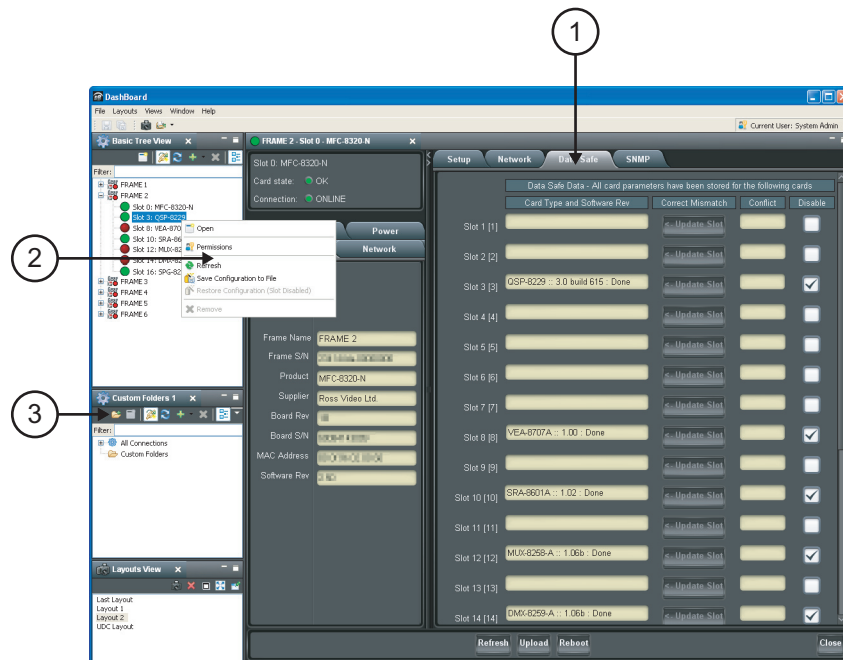 1
2
3
DashBoard
File Layouts Views Window Help
Current User: System Admin
Basic Tree View
Filter:
FRAME 1
FRAME 2
Slot 0: MFC-8320-N
Slot 3: QSP-8229
Slot 8: VEA-870
Slot 10: SRA-86
Slot 12: MUX-82
Slot 14: DMX-82
Slot 16: SPG-82
FRAME 3
FRAME 4
FRAME 5
FRAME 6
Open
Permissions
Refresh
Save Configuration to File
Restore Configuration (Slot Disabled)
Remove
Custom Folders 1
Filter:
All Connections
Custom Folders
Layouts View
Last Layout
Layout 1
Layout 2
UDC Layout
FRAME 2 - Slot 0 - MFC-8320-N
Slot 0: MFC-8320-N
Card state: OK
Connection: ONLINE
Power
Network
Frame Name FRAME 2
Frame S/N
Product MFC-8320-N
Supplier Ross Video Ltd.
Board Rev
Board S/N
MAC Address
Software Rev
Setup Network Data Safe SNMP
Data Safe Data - All card parameters have been stored for the following cards
Card Type and Software Rev Correct Mismatch Conflict Disable
Slot 1 [1] <- Update Slot
Slot 2 [2] <- Update Slot
Slot 3 [3] QSP-8229 :: 3.0 build 615 : Done <- Update Slot
Slot 4 [4] <- Update Slot
Slot 5 [5] <- Update Slot
Slot 6 [6] <- Update Slot
Slot 7 [7] <- Update Slot
Slot 8 [8] VEA-8707A :: 1.00 : Done <- Update Slot
Slot 9 [9] <- Update Slot
Slot 10 [10] SRA-8601A :: 1.02 : Done <- Update Slot
Slot 11 [11] <- Update Slot
Slot 12 [12] MUX-8258-A :: 1.06b : Done <- Update Slot
Slot 13 [13] <- Update Slot
Slot 14 [14] DMX-8259-A :: 1.06b : Done <- Update Slot
Refresh Upload Reboot Close